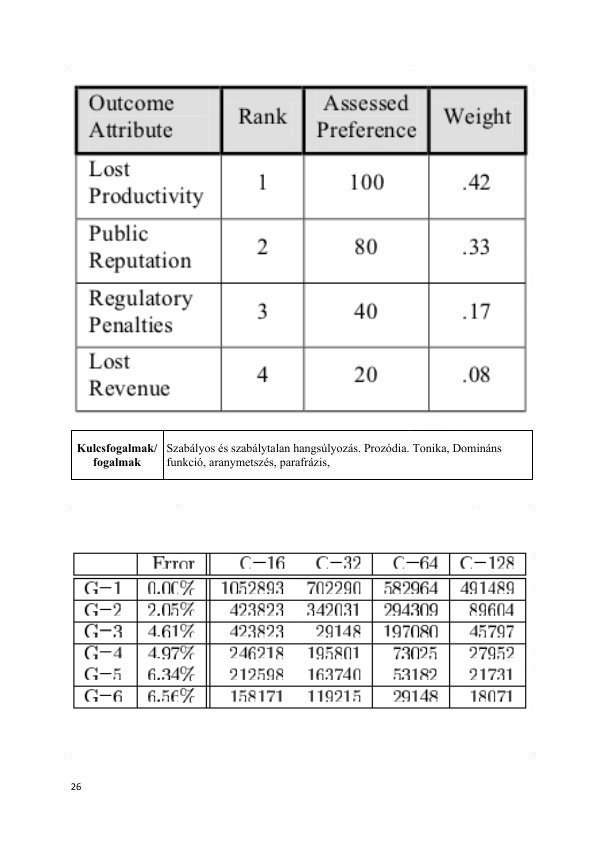 Outcome Attribute Rank Assessed Preference Weight
Lost Productivity 1 100 .42
Public Reputation 2 80 .33
Regulatory Penalties 3 40 .17
Lost Revenue 4 20 .08
Kulcsfogalmak/ Szabályos és szabálytalan hangsúlyozás. Prozódia. Tonika, Domináns
fogalmak funkció, aranymetszés, parafrázis,
Error C-16 C-32 C-64 C-128
G-1 0.00% 1052893 702290 582964 491489
G-2 2.05% 423823 342031 294309 89604
G-3 4.61% 423823 29148 197080 45797
G-4 4.97% 246218 195801 73025 27952
G-5 6.34% 212598 163740 53182 21731
G-6 6.56% 158171 119215 29148 18071
26